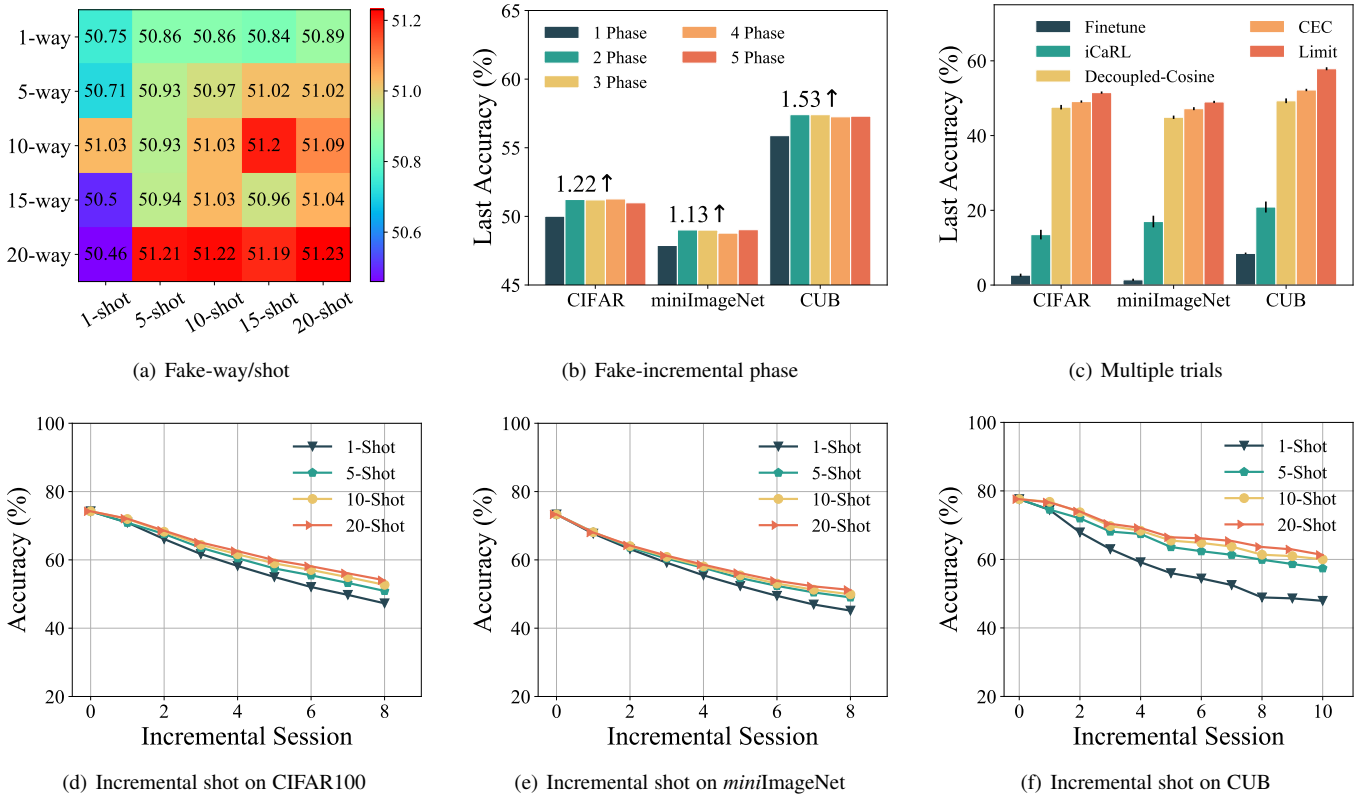 1-way 50.75 50.86 50.86 50.84 50.89
5-way 50.71 50.93 50.97 51.02 51.02
10-way 51.03 50.93 51.03 51.2 51.09
15-way 50.5 50.94 51.03 50.96 51.04
20-way 50.46 51.21 51.22 51.19 51.23
1-shot 5-shot 10-shot 15-shot 20-shot
51.2
51.0
50.8
50.6
(a) Fake-way/shot
Last Accuracy (%)
65
60
55
50
45
1 Phase
2 Phase
3 Phase
4 Phase
5 Phase
1.22↑
1.13↑
1.53↑
CIFAR miniImageNet CUB
(b) Fake-incremental phase
Last Accuracy (%)
60
40
20
0
Finetune
iCaRL
Decoupled-Cosine
CEC
Limit
CIFAR miniImageNet CUB
(c) Multiple trials
Accuracy (%)
100
80
60
40
20
1-Shot
5-Shot
10-Shot
20-Shot
0 2 4 6 8
Incremental Session
(d) Incremental shot on CIFAR100
Accuracy (%)
100
80
60
40
20
1-Shot
5-Shot
10-Shot
20-Shot
0 2 4 6 8
Incremental Session
(e) Incremental shot on miniImageNet
Accuracy (%)
100
80
60
40
20
1-Shot
5-Shot
10-Shot
20-Shot
0 2 4 6 8 10
Incremental Session
(f) Incremental shot on CUB